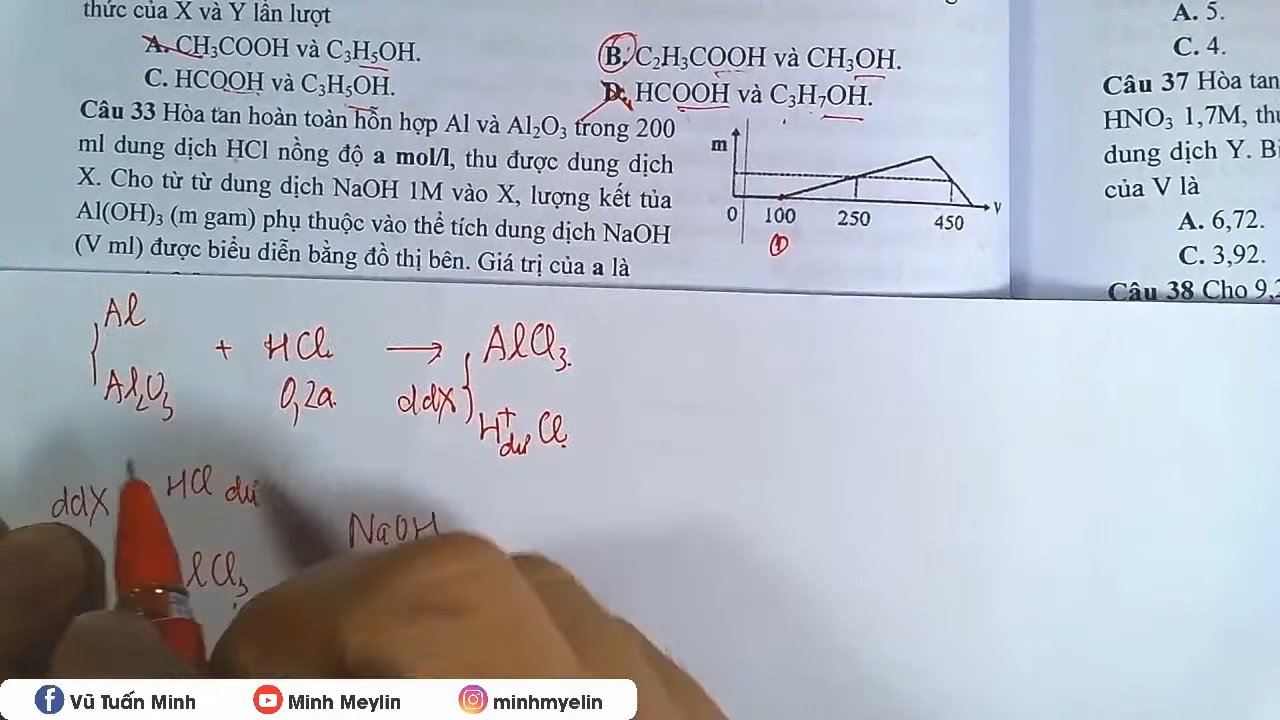 thức của X và Y lần lượt
A. CH₃COOH và C₃H₅OH.
B. C₂H₃COOH và CH₃OH.
C. HCOOH và C₃H₅OH.
D. HCOOH và C₃H₇OH.
Câu 33 Hòa tan hoàn toàn hỗn hợp Al và Al₂O₃ trong 200
ml dung dịch HCl nồng độ a mol/l, thu được dung dịch
X. Cho từ từ dung dịch NaOH 1M vào X, lượng kết tủa
Al(OH)₃ (m gam) phụ thuộc vào thể tích dung dịch NaOH
(V ml) được biểu diễn bằng đồ thị bên. Giá trị của a là
m
0 100 250 450 V
1
A. 5.
C. 4.
Câu 37 Hòa tan
HNO₃ 1,7M, thu
dung dịch Y. Bi
của V là
A. 6,72.
C. 3,92.
Câu 38 Cho 9,2
Al
+ HCl → AlCl₃.
Al₂O₃ 0,2a. ddX H⁺dư Cl
ddX HCl dư
NaOH
lCl₃
Vũ Tuấn Minh
Minh Meylin
minhmyelin